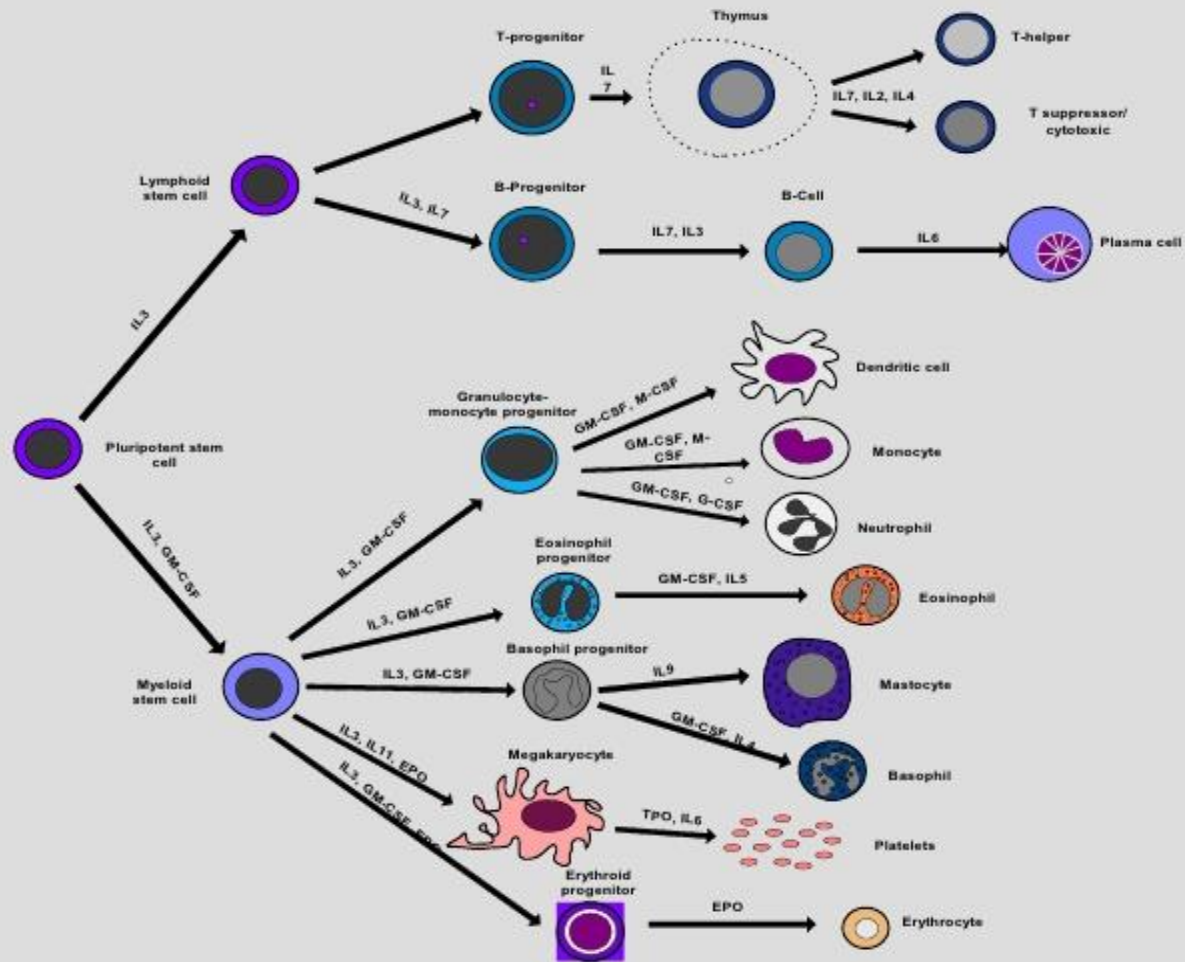 Thymus
T-progenitor
T-helper
IL
7
IL7, IL2, IL4
T suppressor/
cytotoxic
Lymphoid
stem cell
B-Progenitor
B-Cell
IL3, IL7
IL7, IL3
IL6
Plasma cell
IL3
Granulocyte-
monocyte progenitor
GM-CSF, M-CSF
Dendritic cell
Pluripotent stem
cell
GM-CSF, M-
CSF
Monocyte
GM-CSF, G-CSF
Neutrophil
IL3, GM-CSF
IL3, GM-CSF
Eosinophil
progenitor
GM-CSF, IL5
Eosinophil
IL3, GM-CSF
Basophil progenitor
IL3, GM-CSF
IL9
Mastocyte
Myeloid
stem cell
GM-CSF, IL4
Basophil
IL3, IL11, EPO
Megakaryocyte
TPO, IL6
Platelets
IL3, GM-CSF, EPO
Erythroid
progenitor
EPO
Erythrocyte